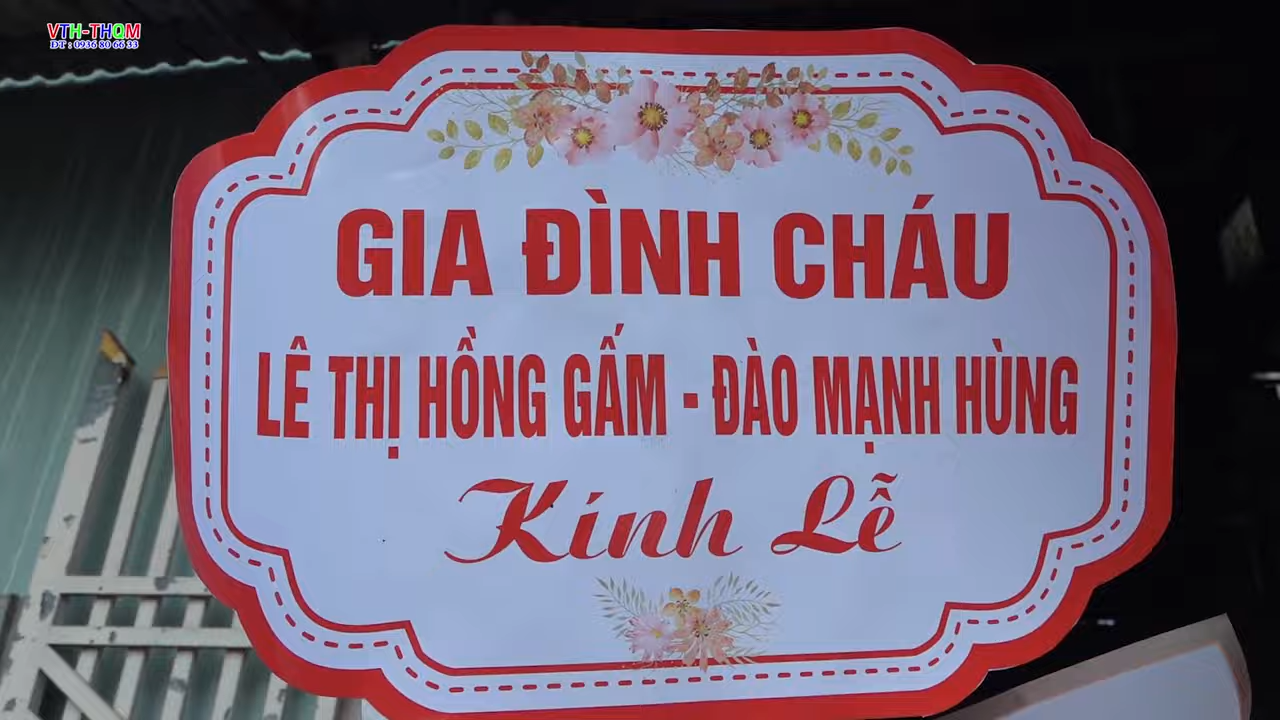 VTH-THQM
ĐT : 0936 80 66 33
GIA ĐÌNH CHÁU
LÊ THỊ HỒNG GẤM - ĐÀO MẠNH HÙNG
Kính Lễ